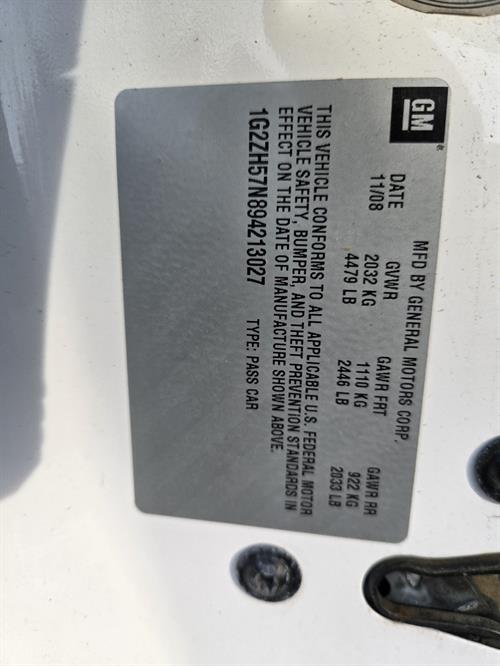 GM
MFD BY GENERAL MOTORS CORP.
DATE GVWR GAWR FRT GAWR RR
11/08 2032 KG 1110 KG 922 KG
4479 LB 2446 LB 2033 LB
THIS VEHICLE CONFORMS TO ALL APPLICABLE U.S. FEDERAL MOTOR
VEHICLE SAFETY, BUMPER, AND THEFT PREVENTION STANDARDS IN
EFFECT ON THE DATE OF MANUFACTURE SHOWN ABOVE.
1G2ZH57N894213027 TYPE: PASS CAR